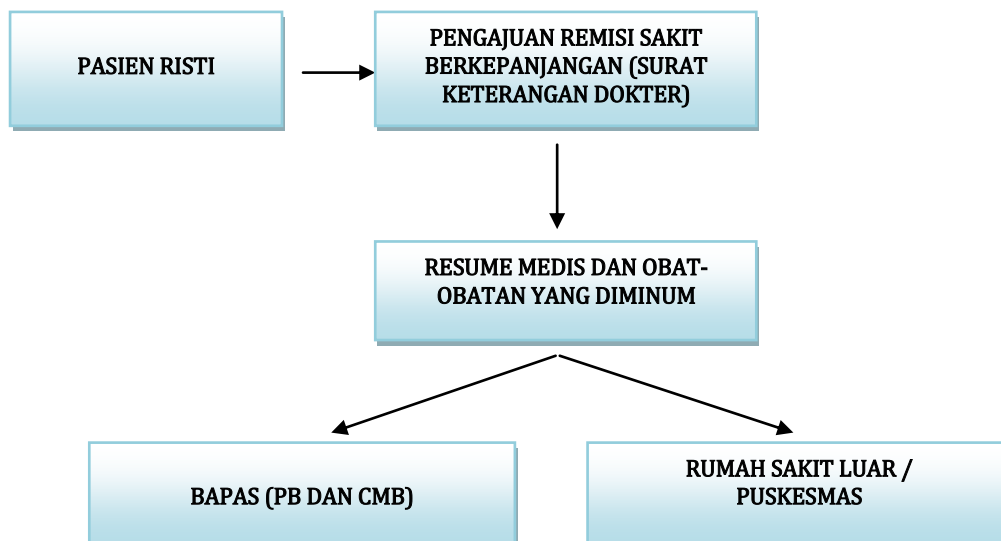 PASIEN RISTI
PENGAJUAN REMISI SAKIT
BERKEPANJANGAN (SURAT
KETERANGAN DOKTER)
RESUME MEDIS DAN OBAT-
OBATAN YANG DIMINUM
BAPAS (PB DAN CMB)
RUMAH SAKIT LUAR /
PUSKESMAS